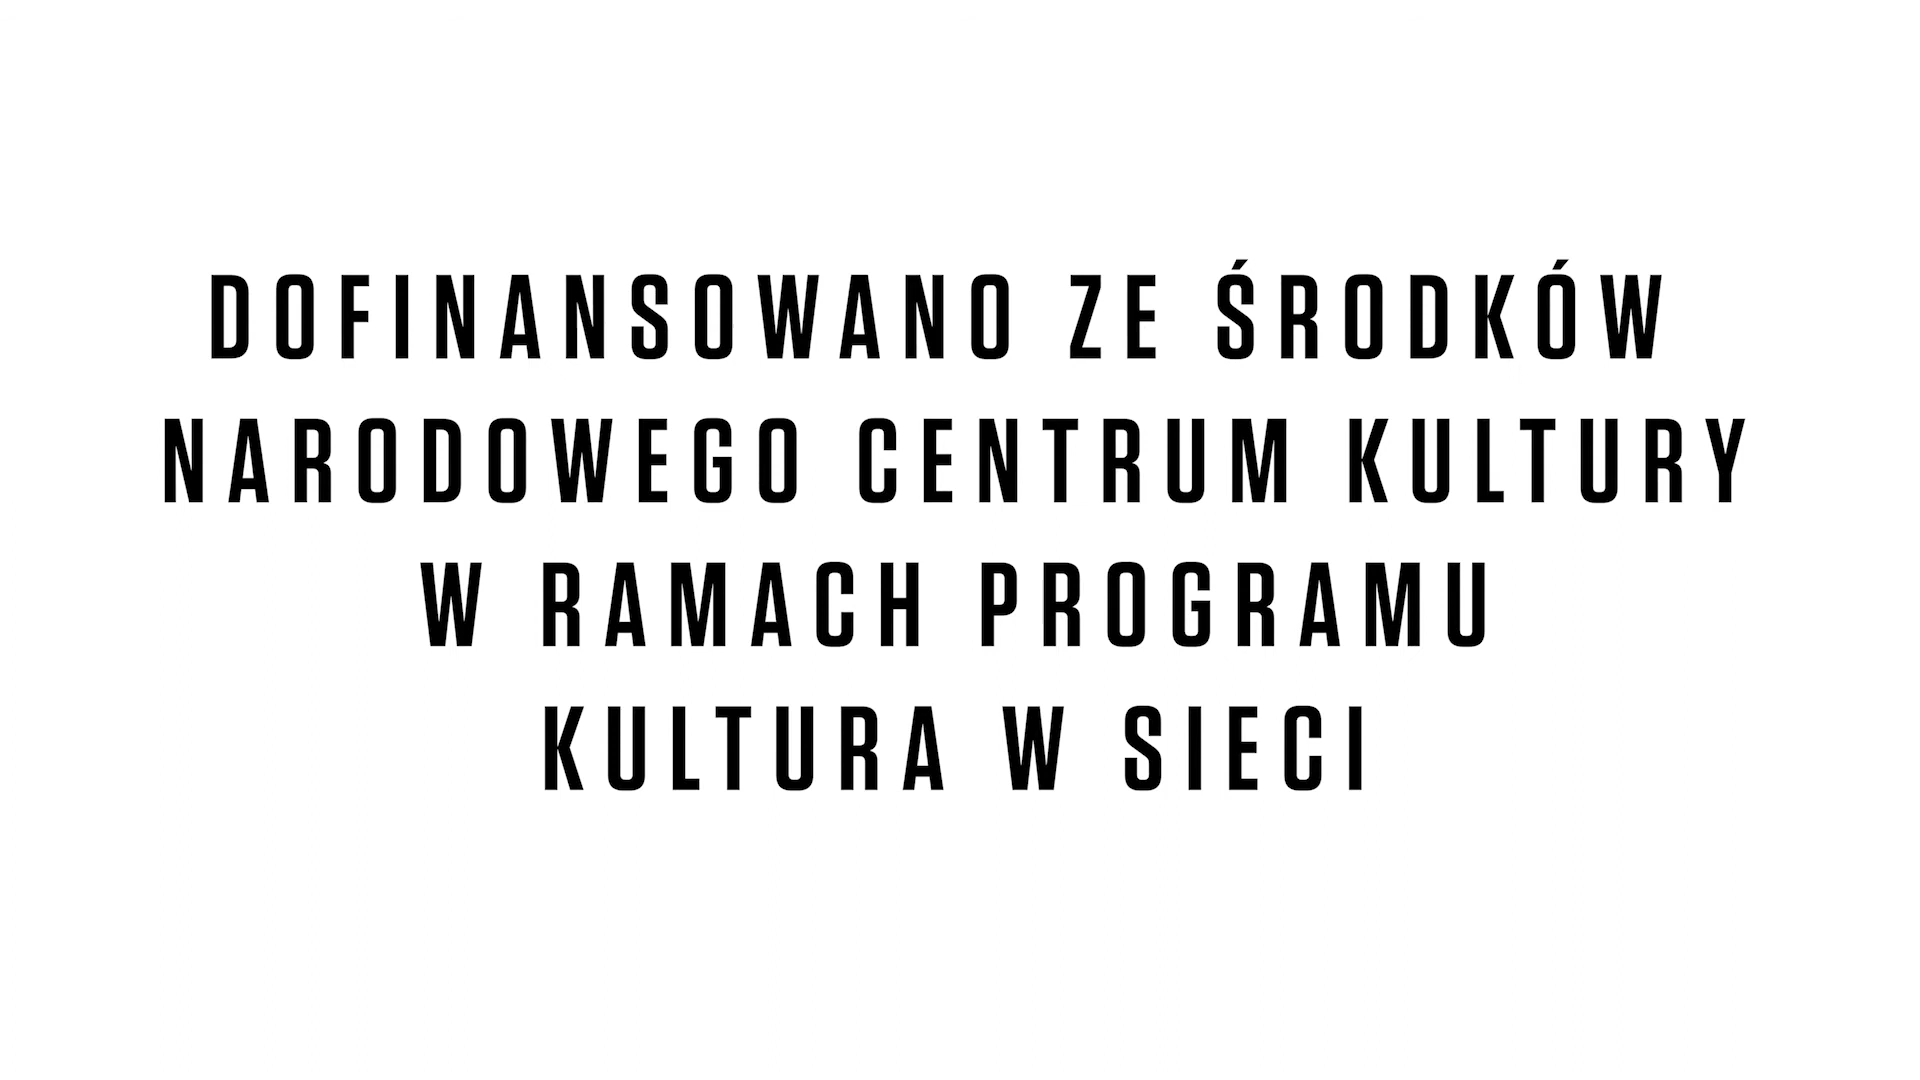 DOFINANSOWANO ZE ŚRODKÓW
NARODOWEGO CENTRUM KULTURY
W RAMACH PROGRAMU
KULTURA W SIECI